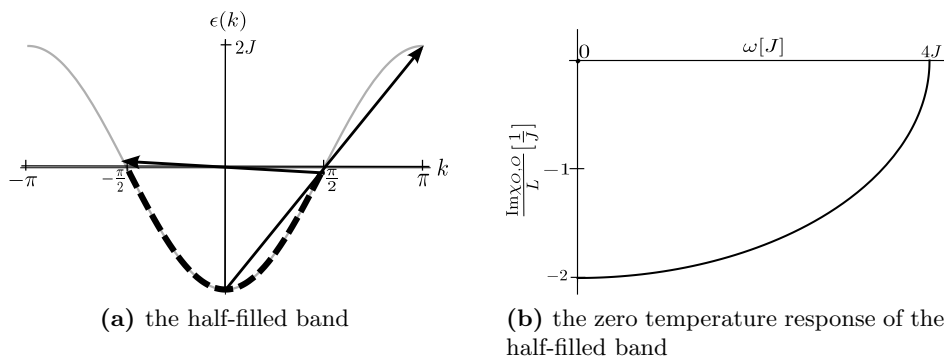 ϵ(k)
2J
−π
−π/2
π/2
π
k
(a) the half-filled band
0
ω[J]
4J
−1
−2
Imχ_{O,O}/L [1/J]
(b) the zero temperature response of the
half-filled band